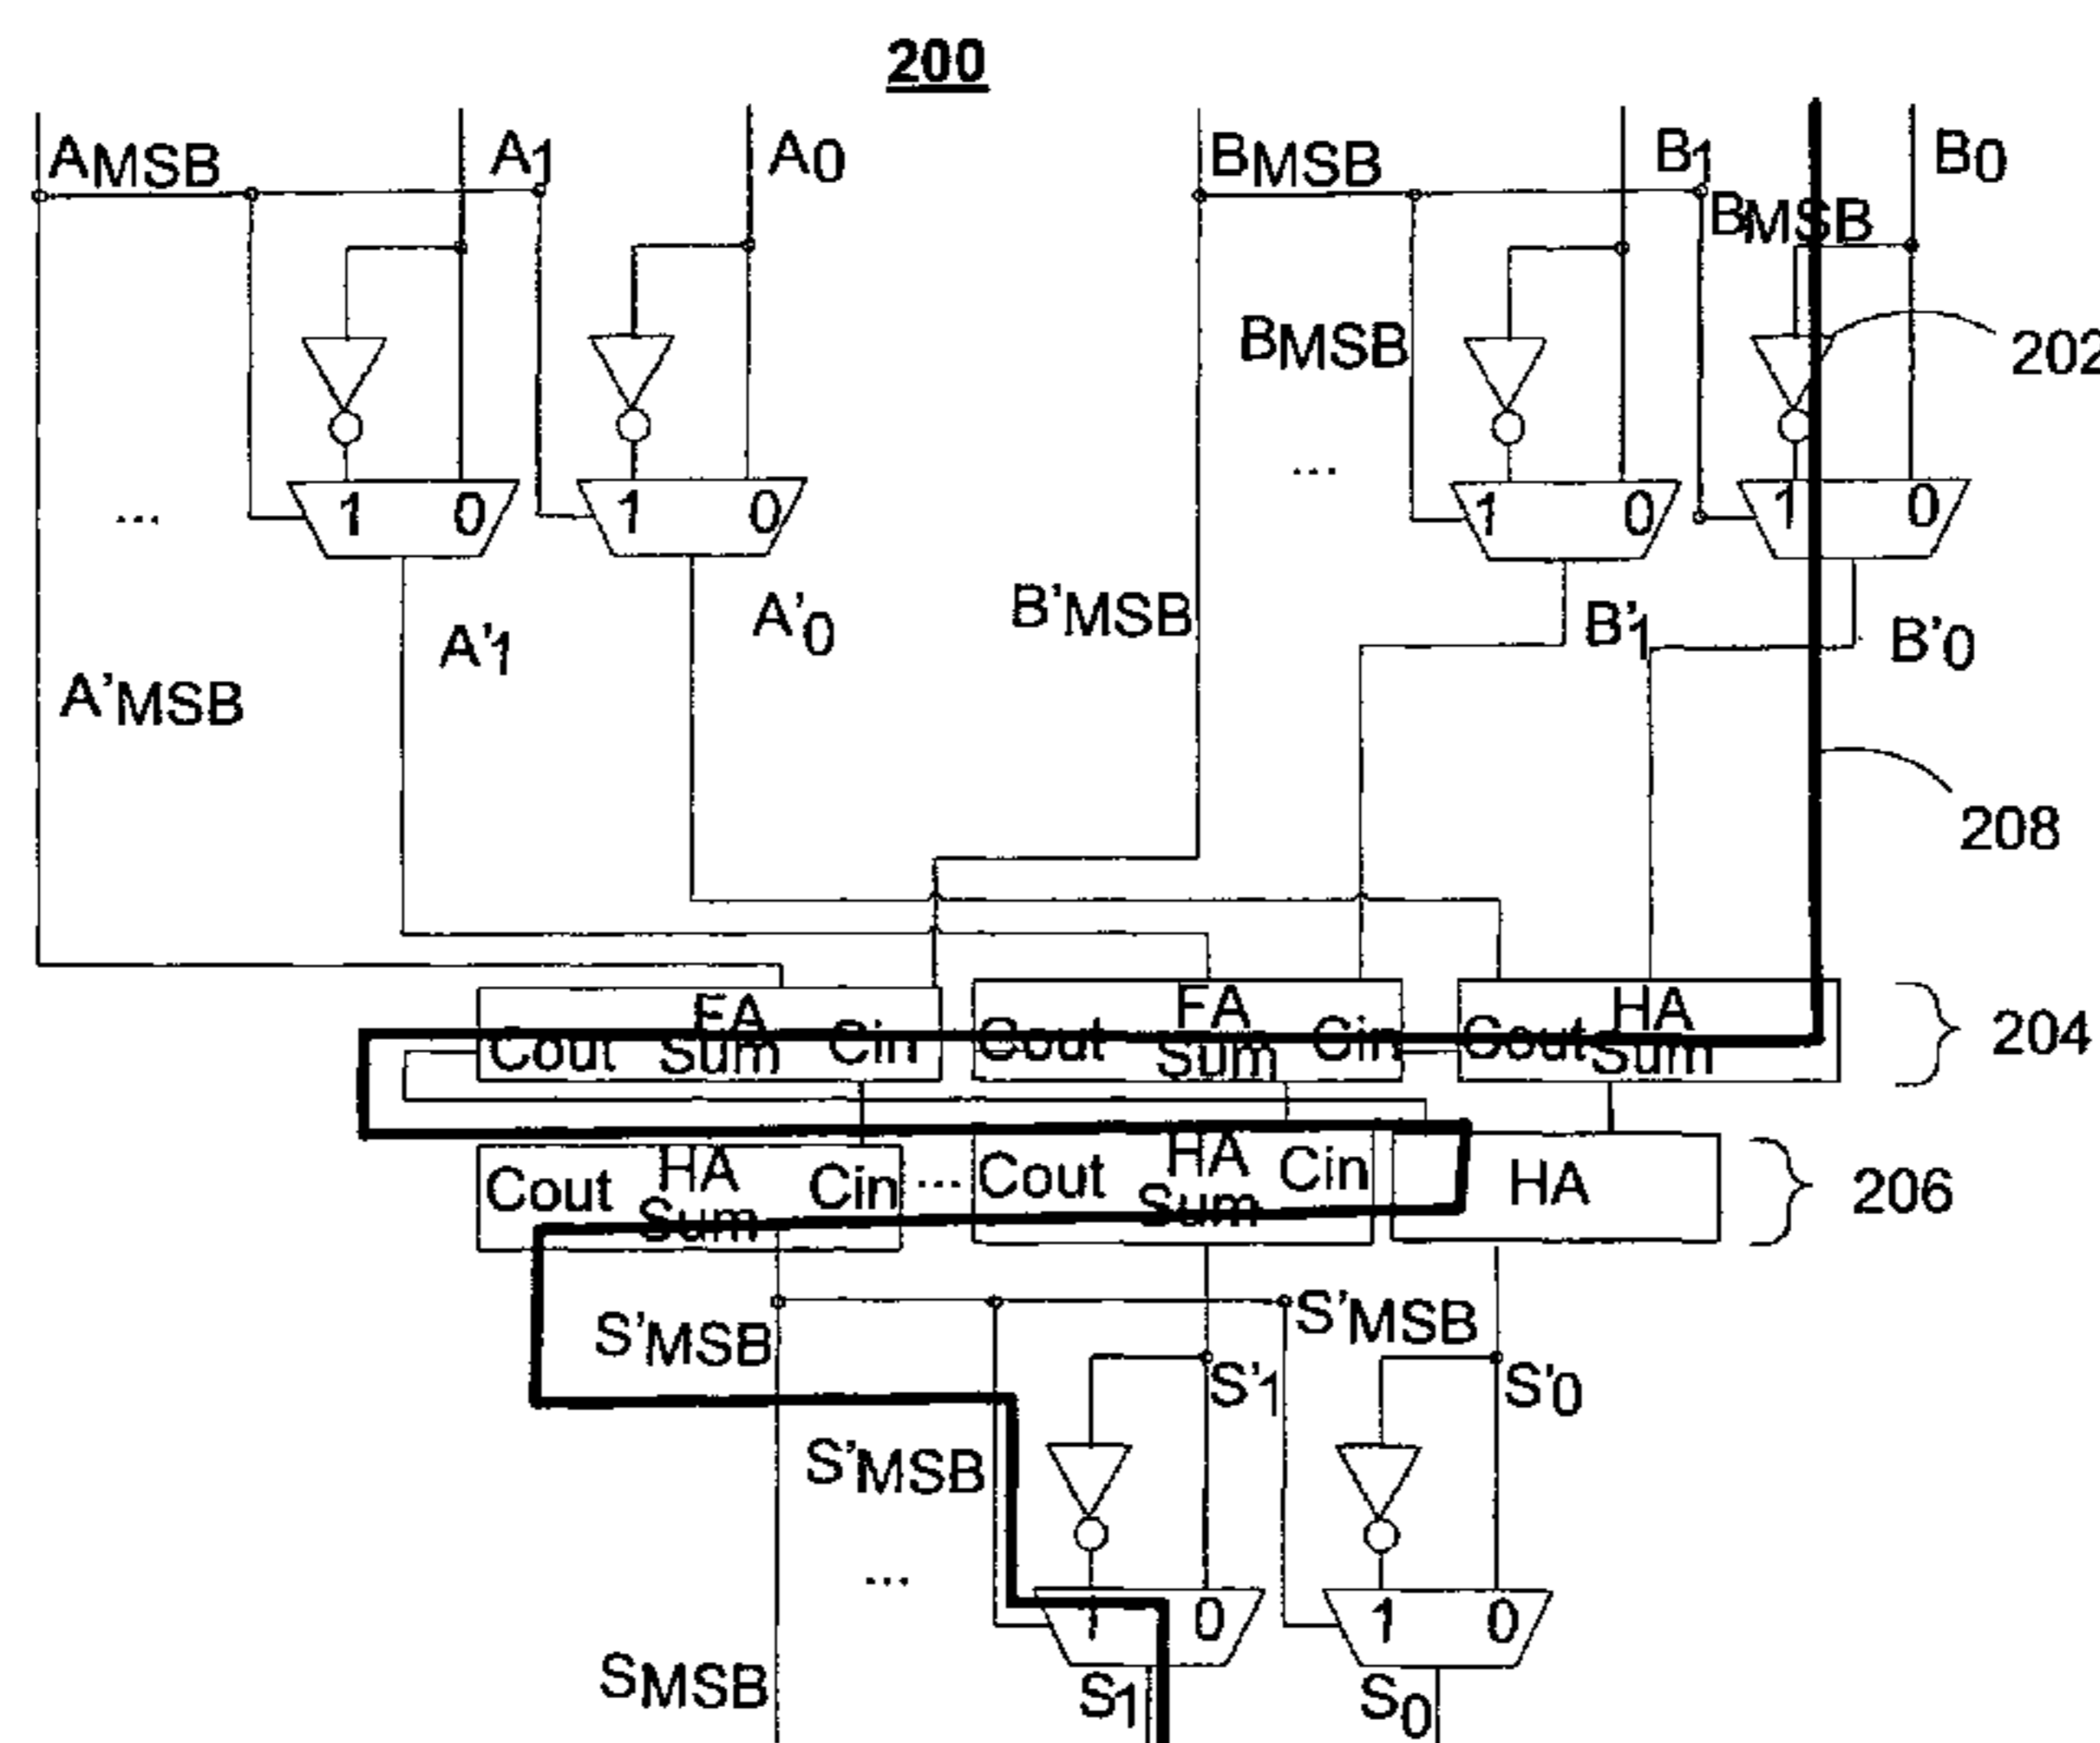 200
AMSB A1 A0 BMSB B1 B0
BMSB
BMSB 202
... 1 0 1 0 ... 1 0 1 0
A'MSB A'1 A'0 B'MSB B'1 B'0
208
FA FA HA
Cout Sum Cin Cout Sum Cin Cout Sum 204
HA HA HA
Cout Sum Cin ... Cout Sum Cin 206
S'MSB S'MSB
S'1 S'0
S'MSB
... 1 0 1 0
SMSB S1 S0